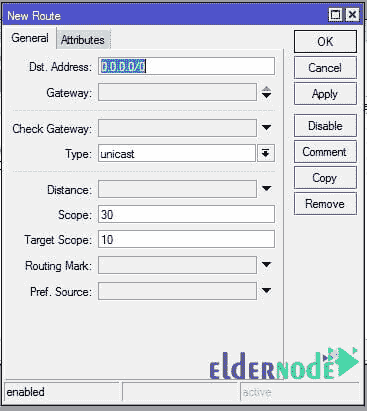 New Route
General Attributes
OK
Dst. Address: 0.0.0.0/0
Cancel
Gateway:
Apply
Check Gateway:
Disable
Type: unicast
Comment
Distance:
Copy
Scope: 30
Remove
Target Scope: 10
Routing Mark:
Pref. Source:
ELDERNODE
enabled active